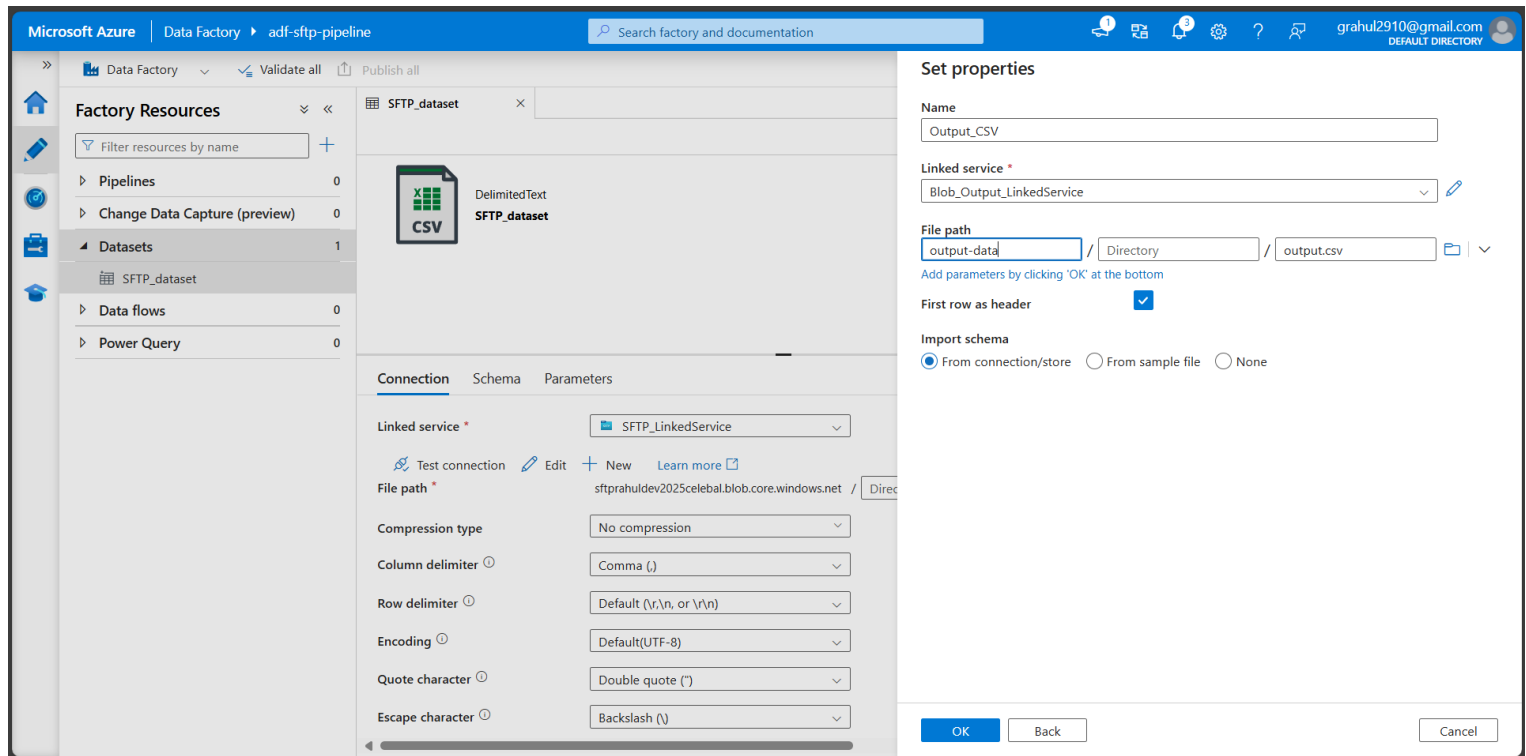 Microsoft Azure
Data Factory
adf-sftp-pipeline
Search factory and documentation
1
3
grahul2910@gmail.com
DEFAULT DIRECTORY
Data Factory
Validate all
Publish all
Factory Resources
Filter resources by name
Pipelines
0
Change Data Capture (preview)
0
Datasets
1
SFTP_dataset
Data flows
0
Power Query
0
SFTP_dataset
CSV
DelimitedText
SFTP_dataset
Connection
Schema
Parameters
Linked service *
SFTP_LinkedService
Test connection
Edit
New
Learn more
File path *
sftprahuldev2025celebal.blob.core.windows.net / Direc
Compression type
No compression
Column delimiter
Comma (,)
Row delimiter
Default (\r,\n, or \r\n)
Encoding
Default(UTF-8)
Quote character
Double quote (")
Escape character
Backslash (\)
Set properties
Name
Output_CSV
Linked service *
Blob_Output_LinkedService
File path
output-data / Directory / output.csv
Add parameters by clicking 'OK' at the bottom
First row as header
Import schema
From connection/store
From sample file
None
OK
Back
Cancel